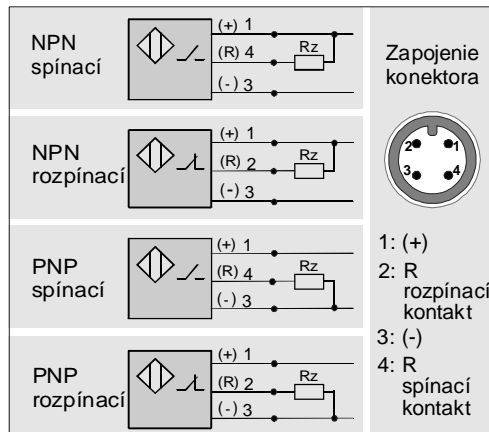 NPN
spínací
(+) 1
(R) 4
Rz
(-) 3
NPN
rozpínací
(+) 1
(R) 2
Rz
(-) 3
PNP
spínací
(+) 1
(R) 4
Rz
(-) 3
PNP
rozpínací
(+) 1
(R) 2
Rz
(-) 3
Zapojenie
konektora
2 1
3 4
1: (+)
2: R
rozpínací
kontakt
3: (-)
4: R
spínací
kontakt